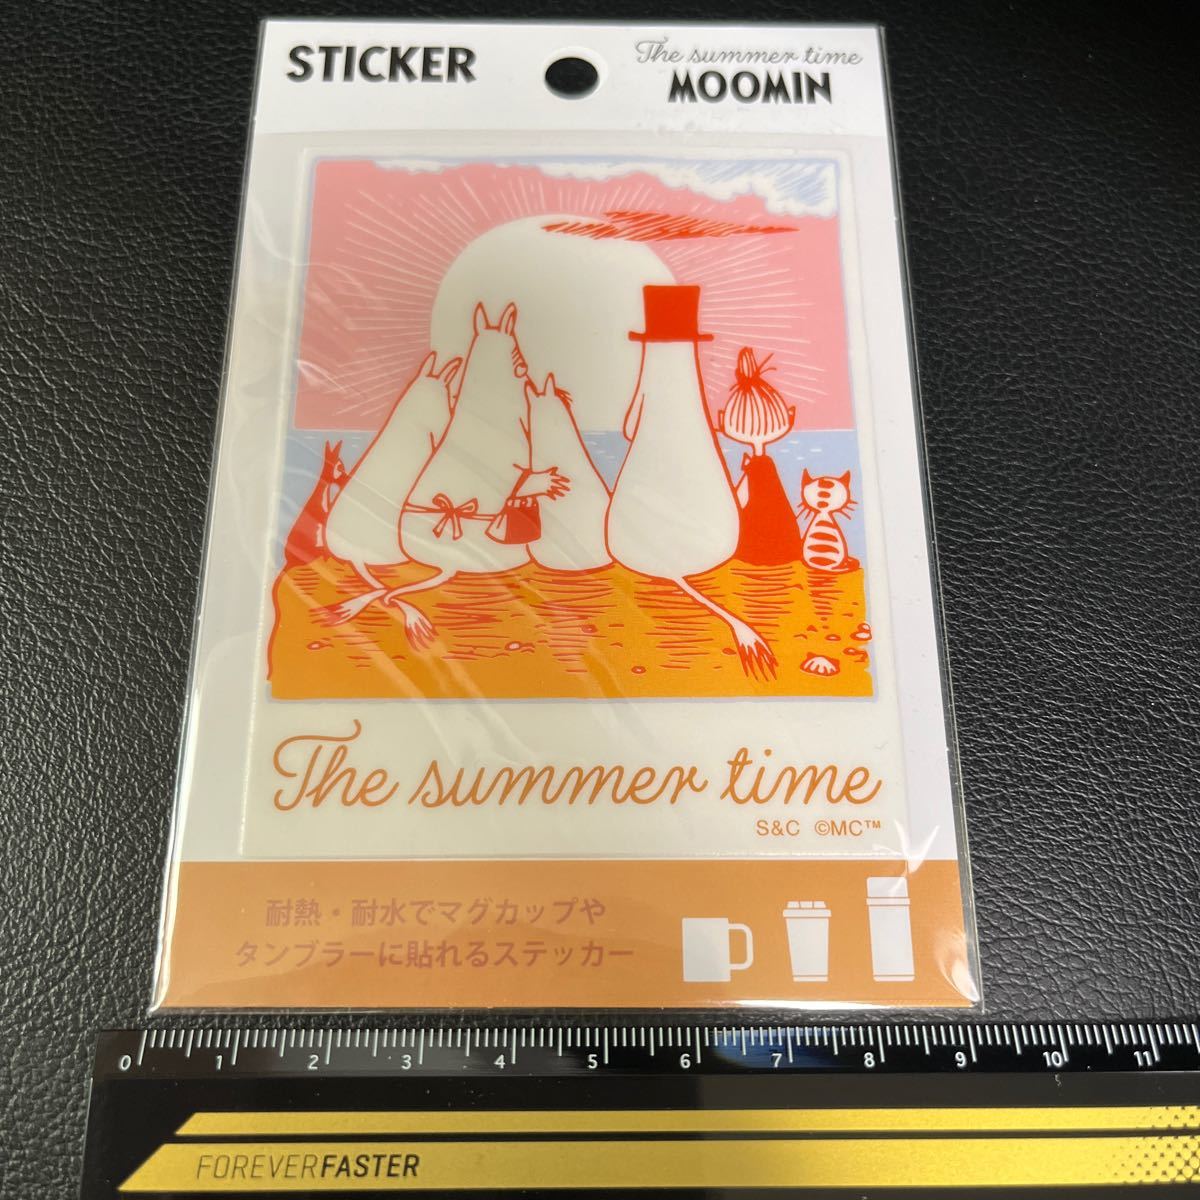 STICKER
The summer time
MOOMIN
The summer time
S&C ©MC™
耐熱・耐水でマグカップや
タンブラーに貼れるステッカー
0 1 2 3 4 5 6 7 8 9 10 11
FOREVERFASTER